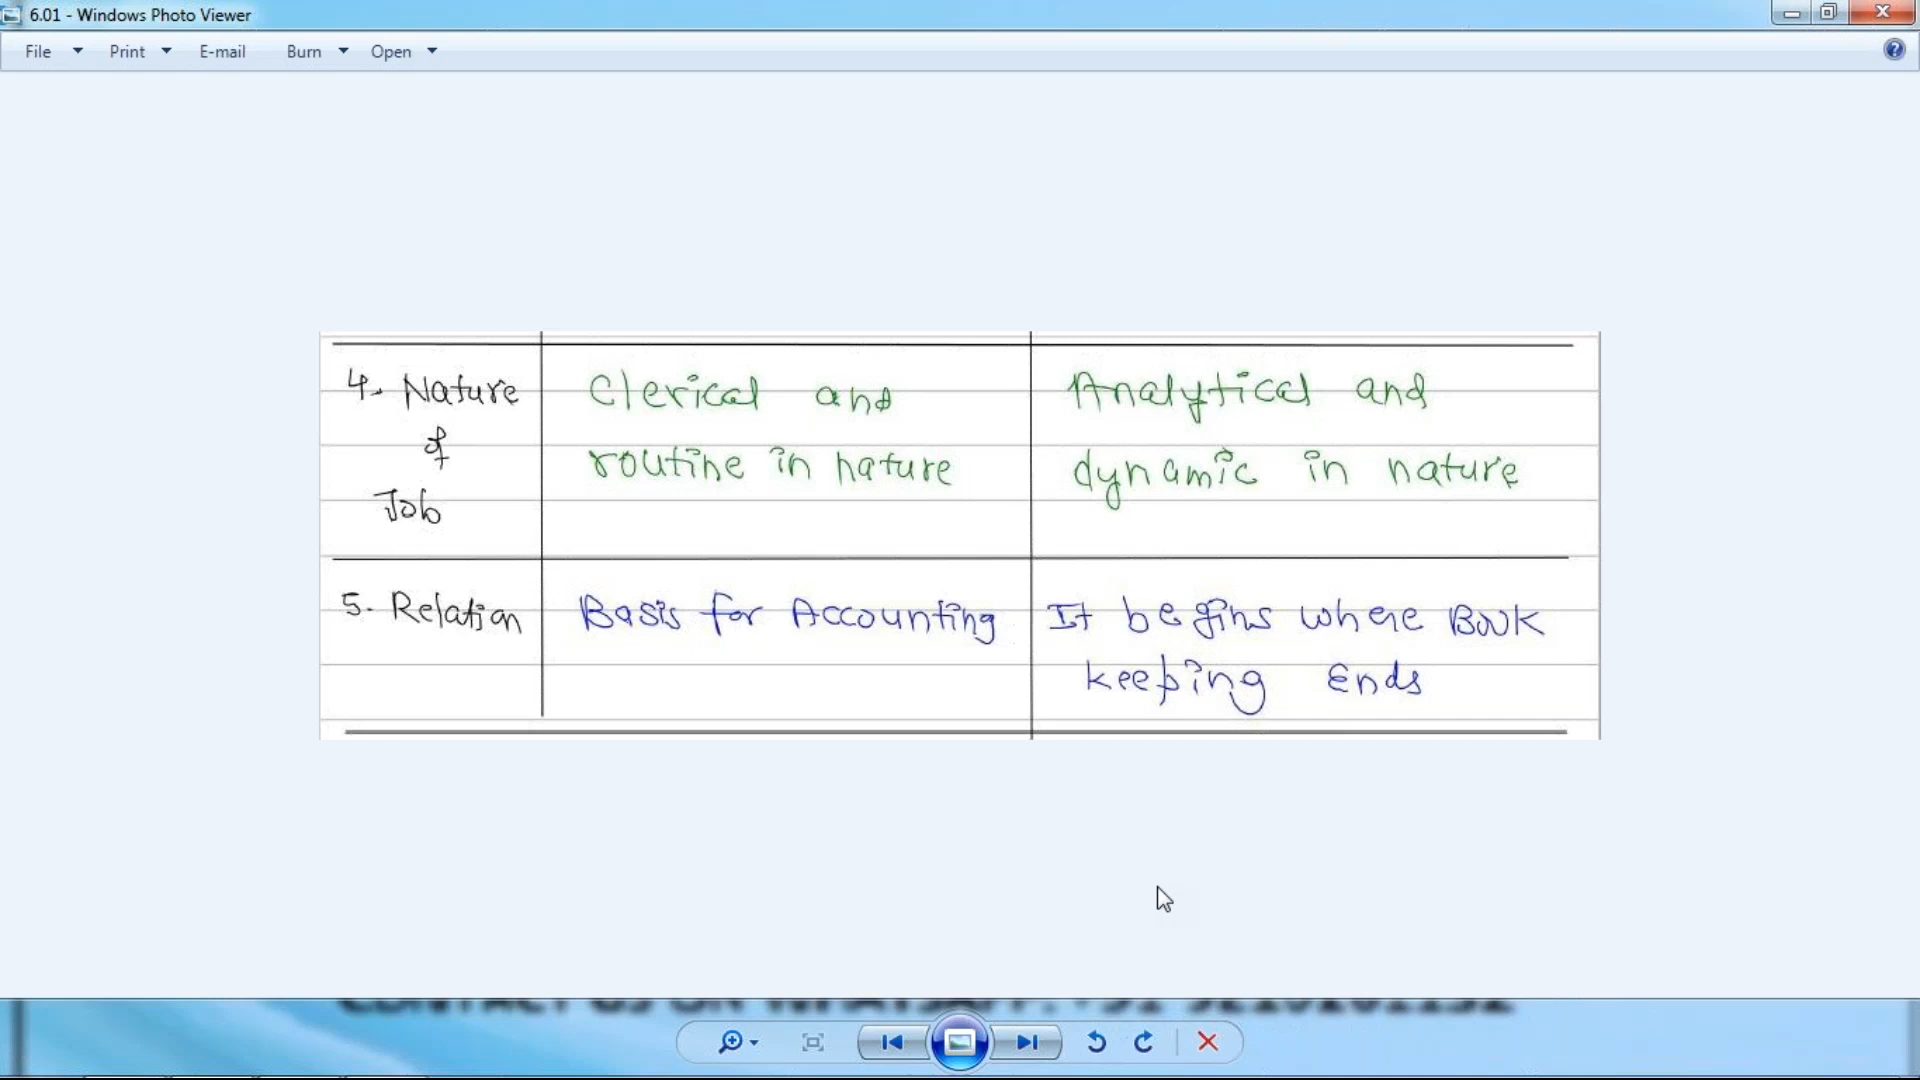 6.01 - Windows Photo Viewer
File Print E-mail Burn Open
4. Nature Clerical and Analytical and
of
routine in nature dynamic in nature
Job
5. Relation Basis for Accounting It begins where Book
keeping Ends